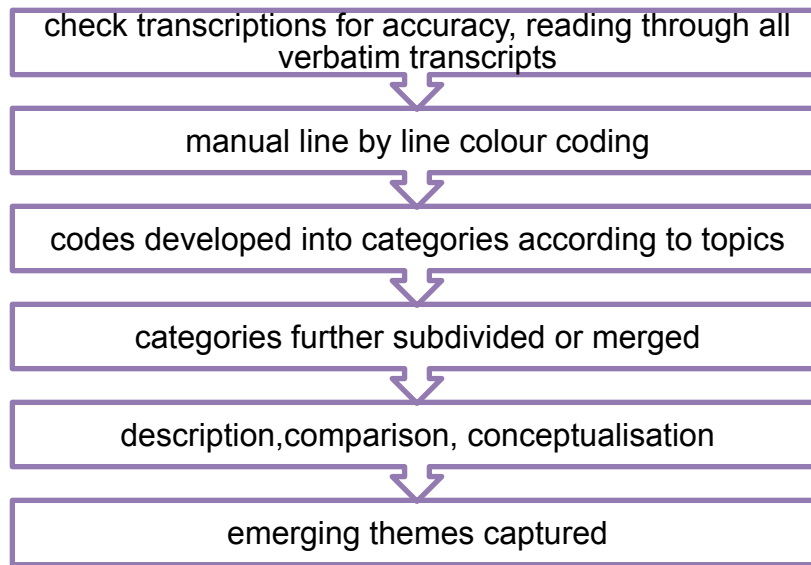 check transcriptions for accuracy, reading through all
verbatim transcripts
manual line by line colour coding
codes developed into categories according to topics
categories further subdivided or merged
description,comparison, conceptualisation
emerging themes captured